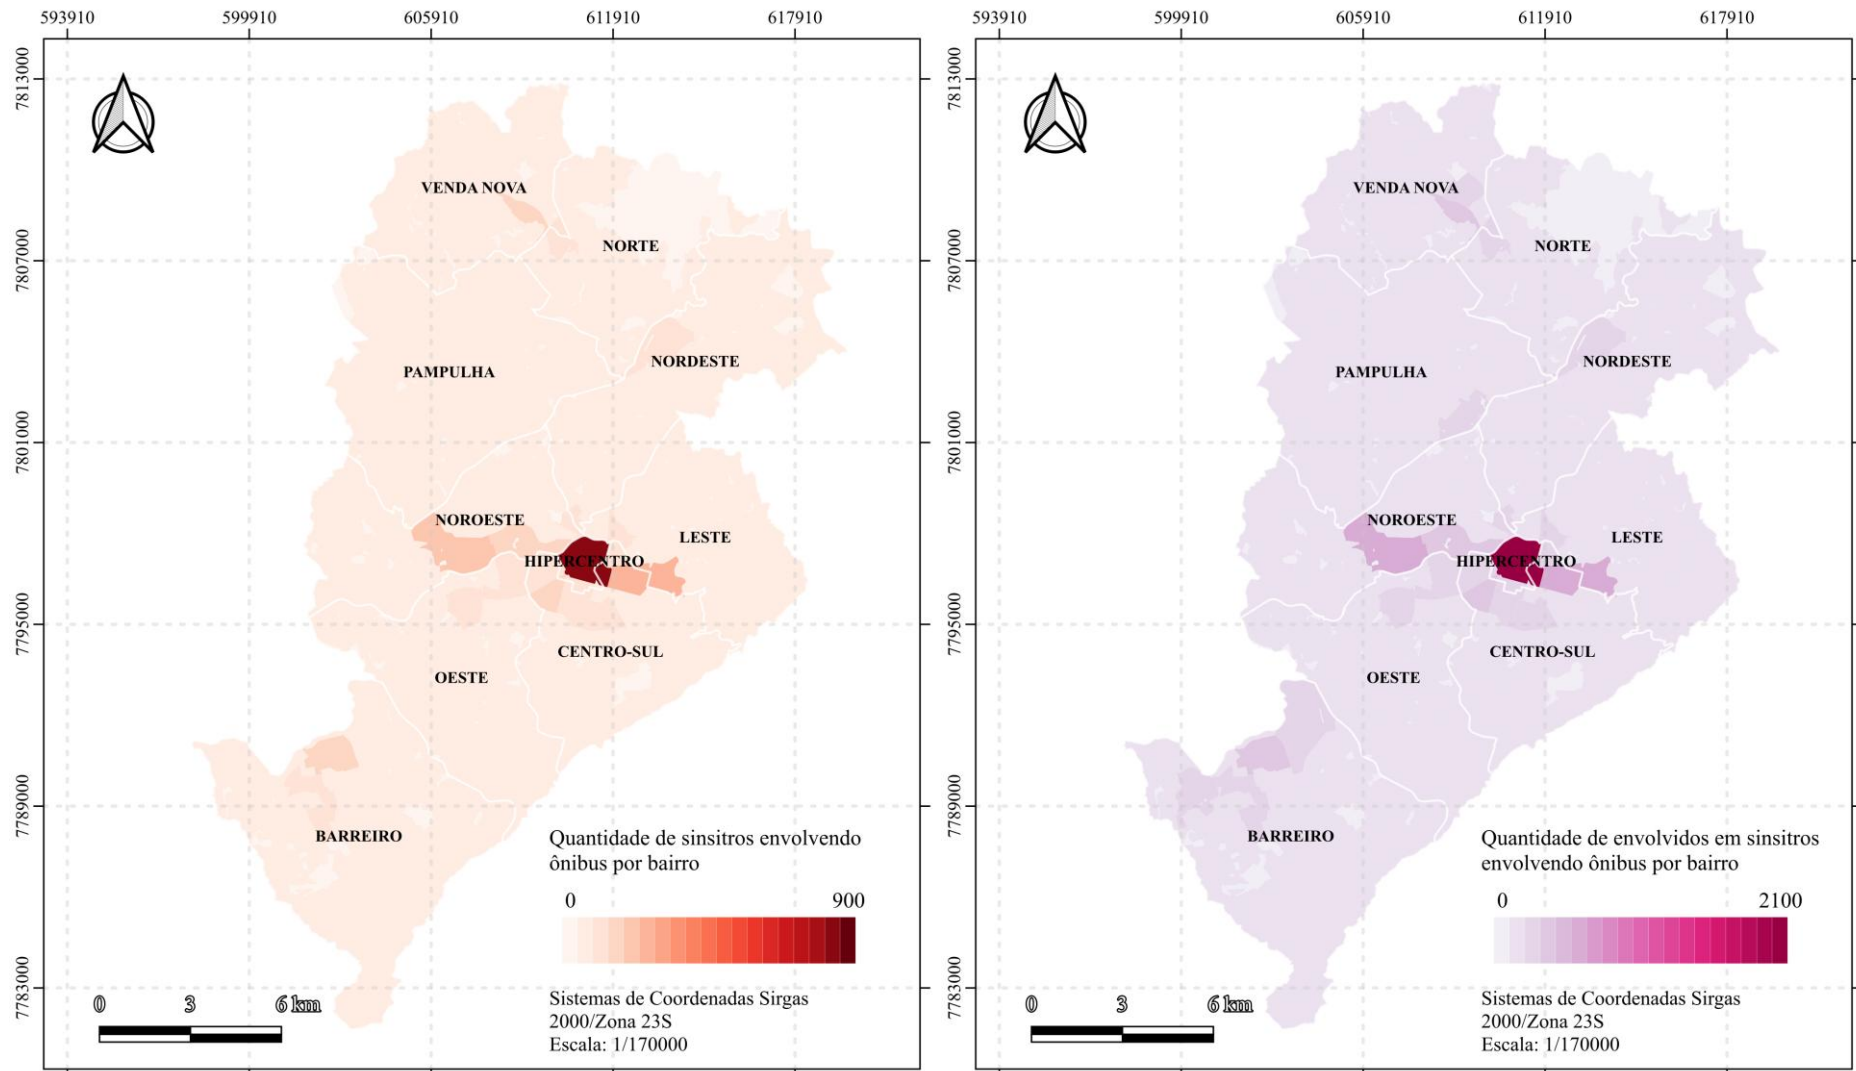 593910 599910 605910 611910 617910
7813000
7807000
7801000
7795000
7789000
7783000
VENDA NOVA
NORTE
NORDESTE
PAMPULHA
NOROESTE
LESTE
HIPERCENTRO
CENTRO-SUL
OESTE
BARREIRO
Quantidade de sinsitros envolvendo
ônibus por bairro
0 900
0 3 6 km
Sistemas de Coordenadas Sirgas
2000/Zona 23S
Escala: 1/170000
593910 599910 605910 611910 617910
7813000
7807000
7801000
7795000
7789000
7783000
VENDA NOVA
NORTE
NORDESTE
PAMPULHA
NOROESTE
LESTE
HIPERCENTRO
CENTRO-SUL
OESTE
BARREIRO
Quantidade de envolvidos em sinsitros
envolvendo ônibus por bairro
0 2100
0 3 6 km
Sistemas de Coordenadas Sirgas
2000/Zona 23S
Escala: 1/170000